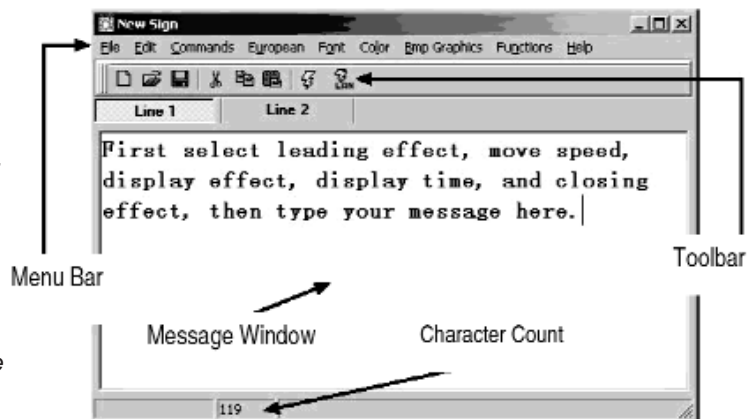 New Sign
File Edit Commands European Font Color Bmp Graphics Functions Help
LAN
Line 1 Line 2
First select leading effect, move speed,
display effect, display time, and closing
effect, then type your message here.
Menu Bar
Toolbar
Message Window
Character Count
e
119